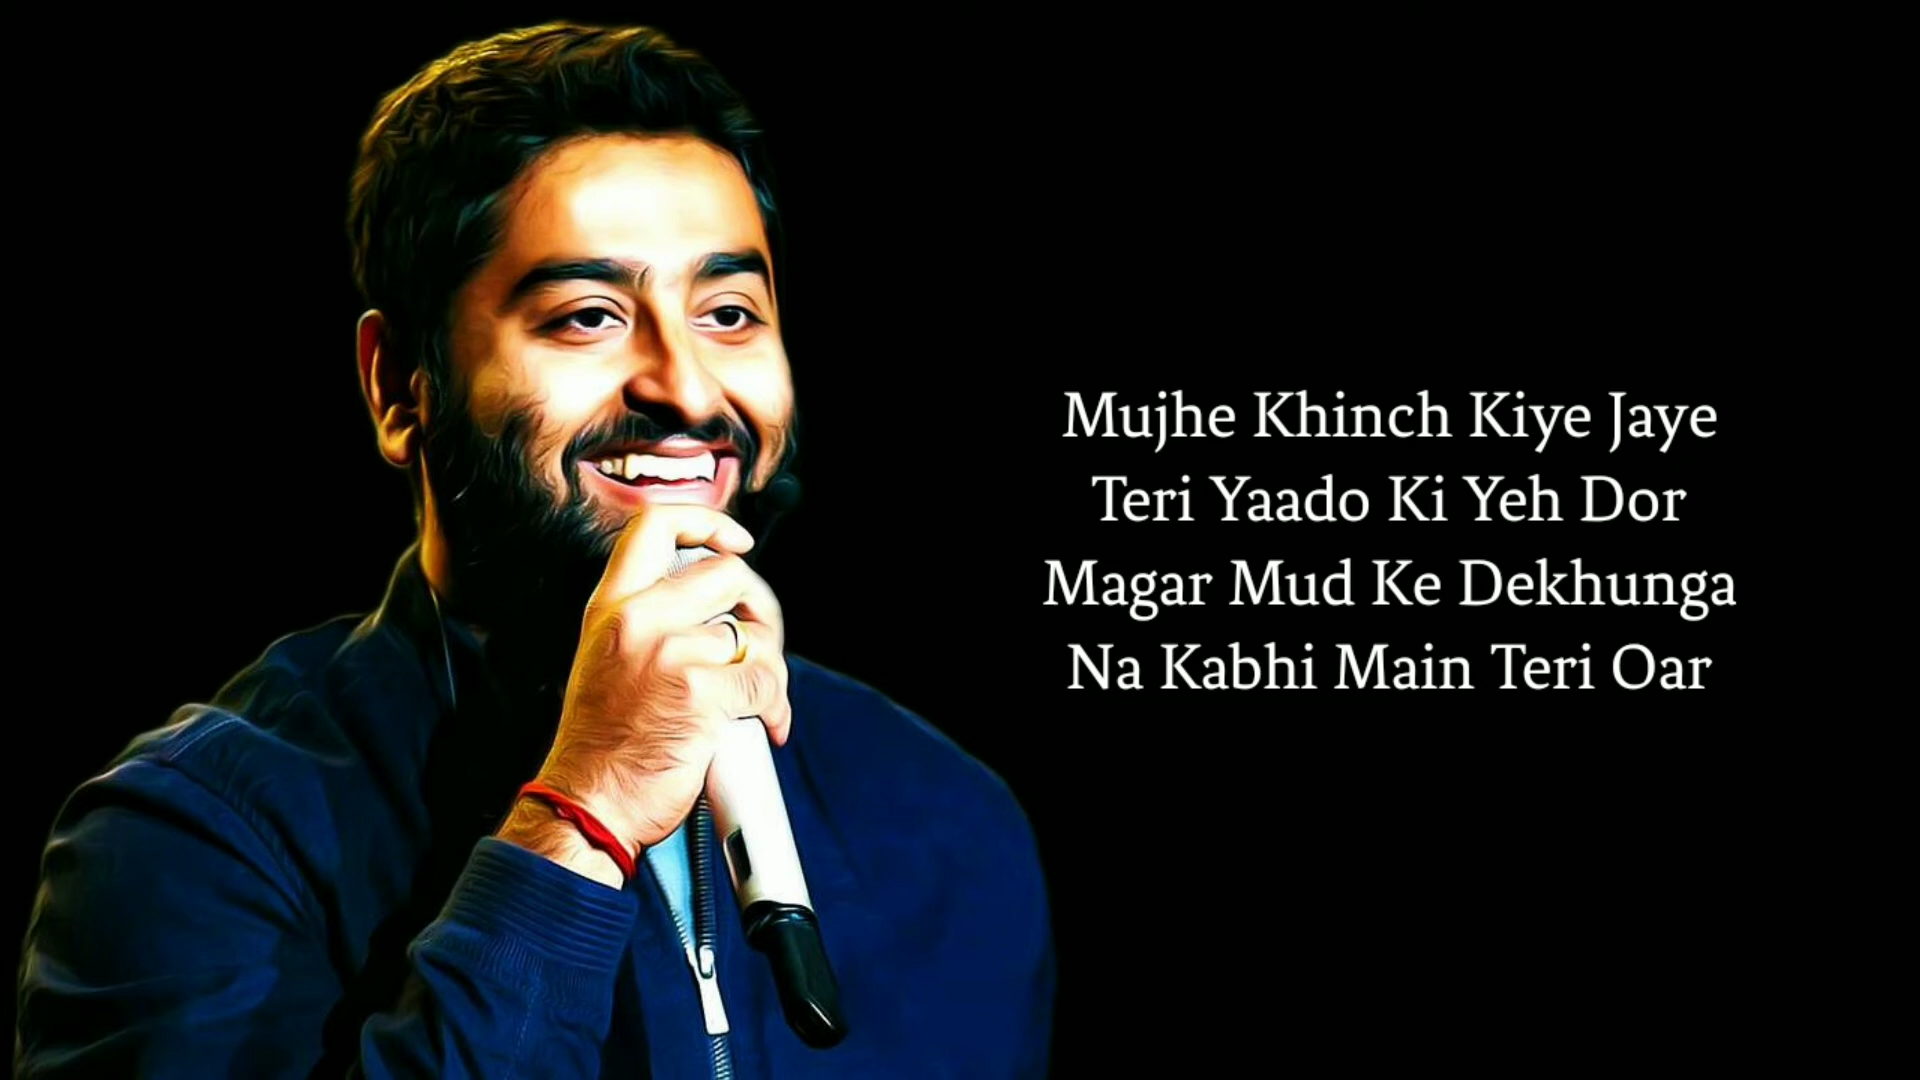 Mujhe Khinch Kiye Jaye
Teri Yaado Ki Yeh Dor
Magar Mud Ke Dekhunga
Na Kabhi Main Teri Oar